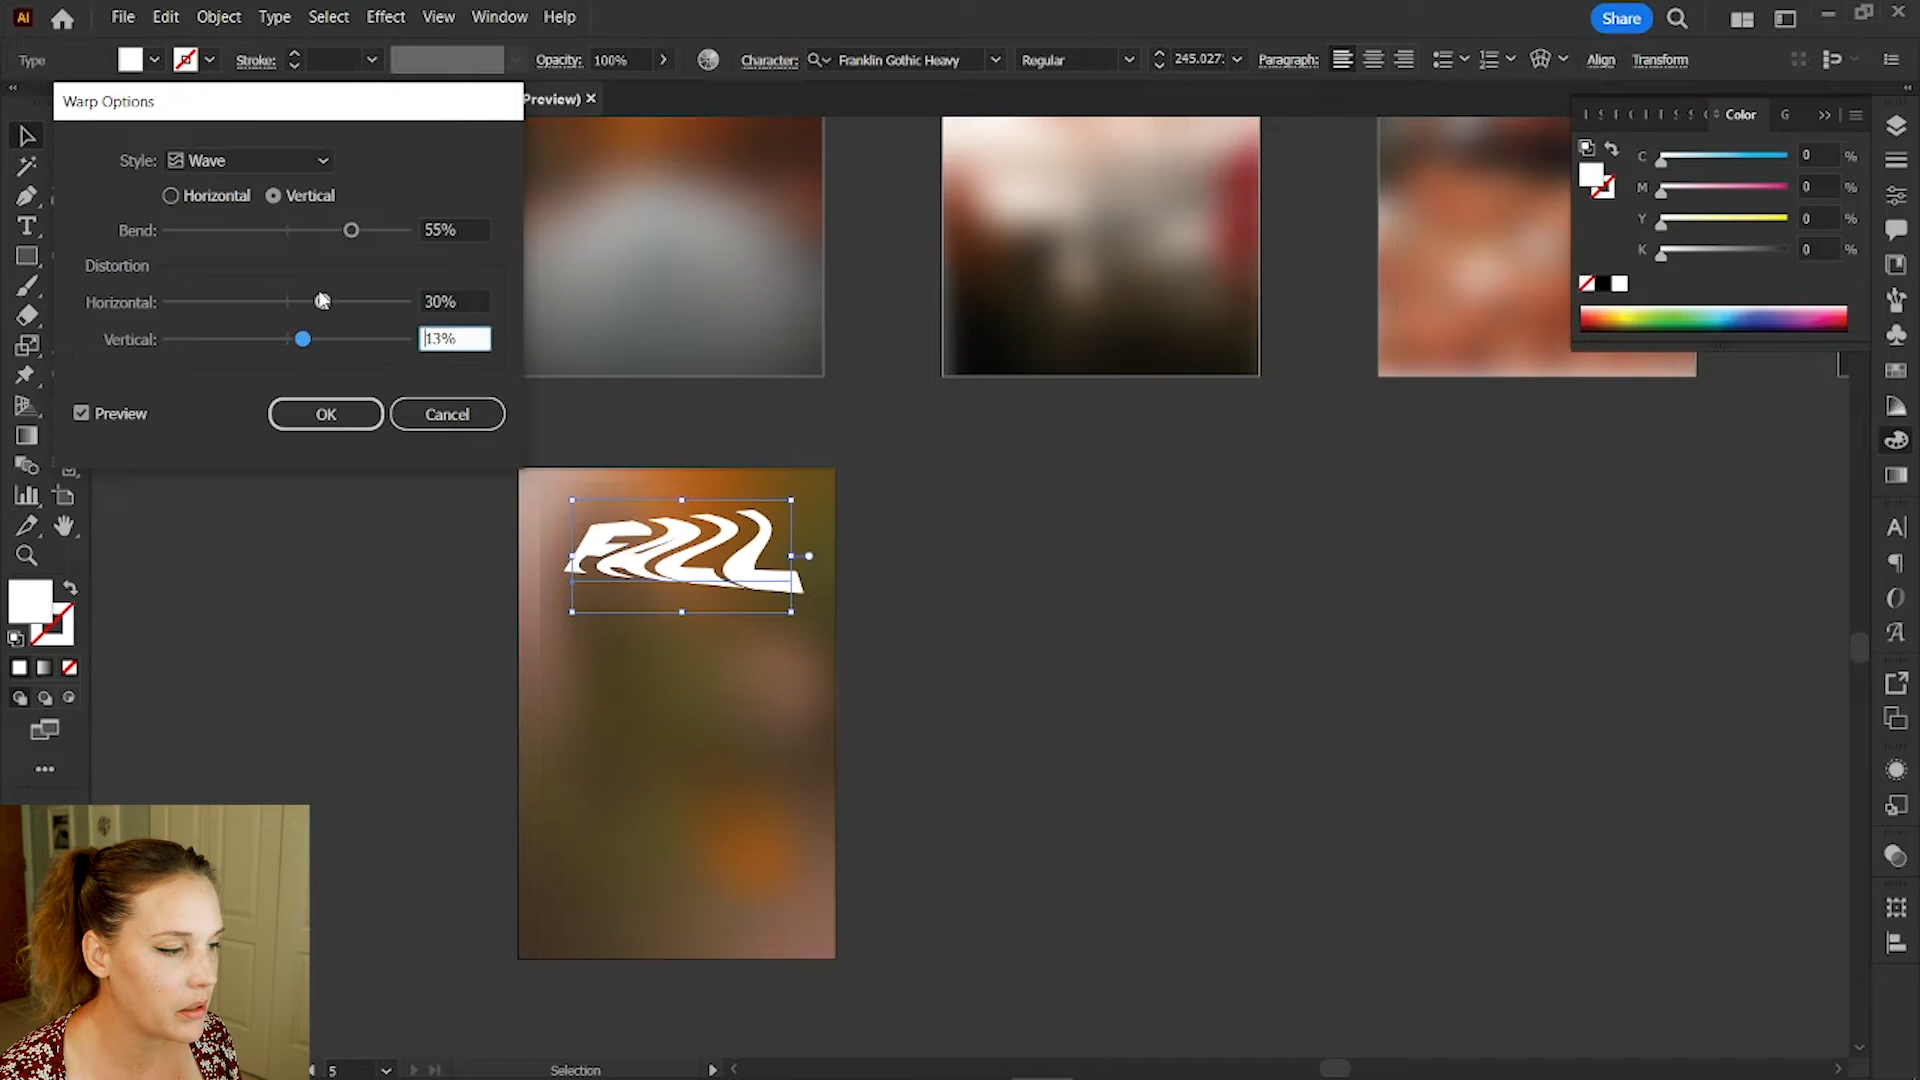 Ai File Edit Object Type Select Effect View Window Help Share
Type Stroke: Opacity: 100% Character: Franklin Gothic Heavy Regular 245.027: Paragraph: Align Transform
Warp Options
Preview) ×
Color G
Style: Wave
Horizontal Vertical
Bend: 55%
Distortion
Horizontal: 30%
Vertical: 13%
Preview OK Cancel
C 0 %
M 0 %
Y 0 %
K 0 %
FALL
5 Selection